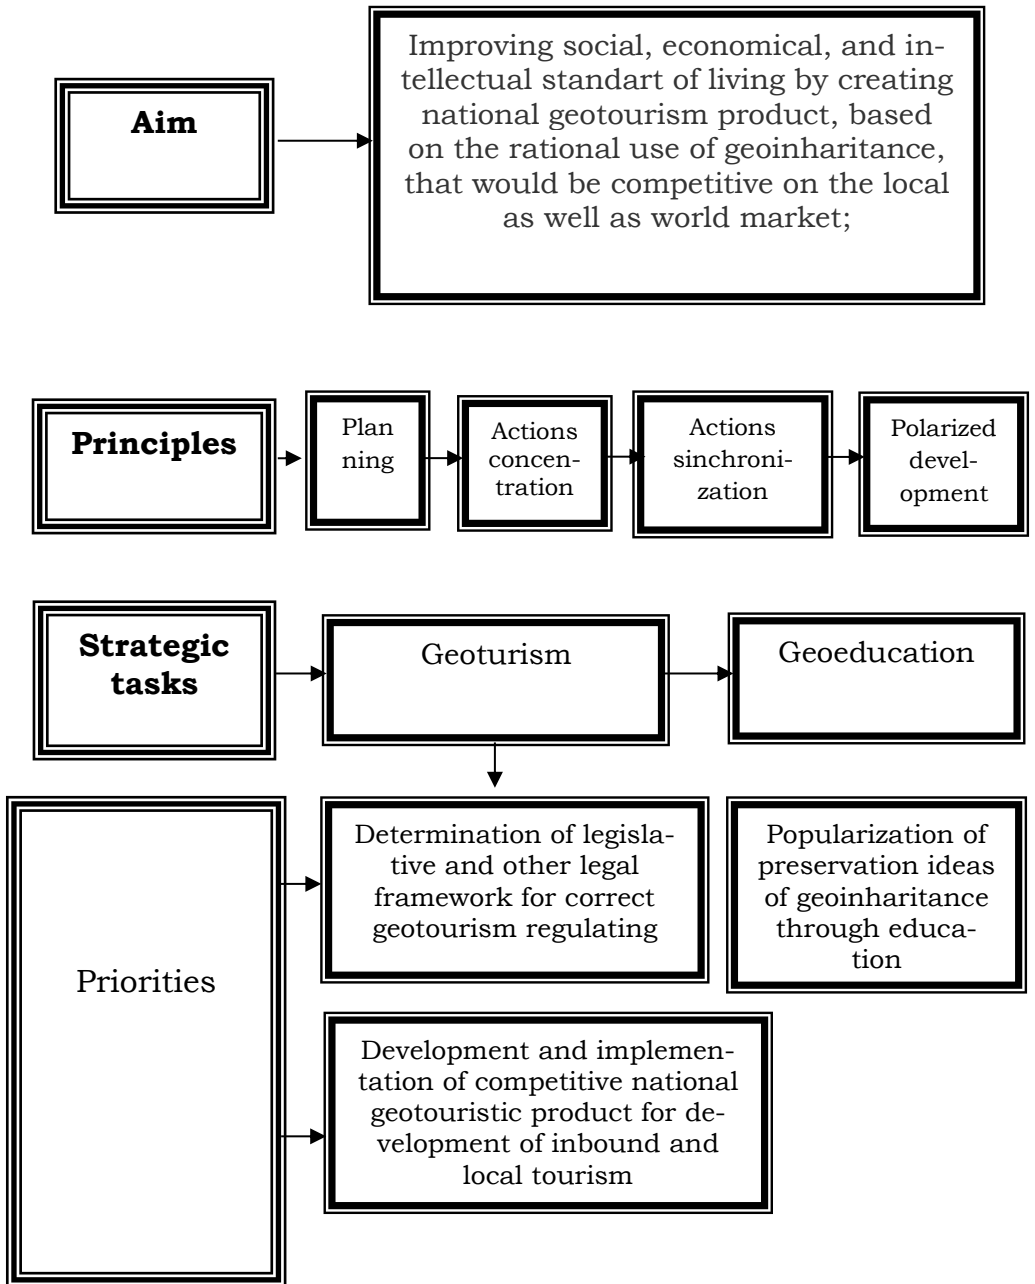 Aim
Improving social, economical, and in-
tellectual standart of living by creating
national geotourism product, based
on the rational use of geoinharitance,
that would be competitive on the local
as well as world market;
Principles
Plan
ning
Actions
concen-
tration
Actions
sinchroni-
zation
Polarized
devel-
opment
Strategic
tasks
Geoturism
Geoeducation
Priorities
Determination of legisla-
tive and other legal
framework for correct
geotourism regulating
Popularization of
preservation ideas
of geoinharitance
through educa-
tion
Development and implemen-
tation of competitive national
geotouristic product for de-
velopment of inbound and
local tourism